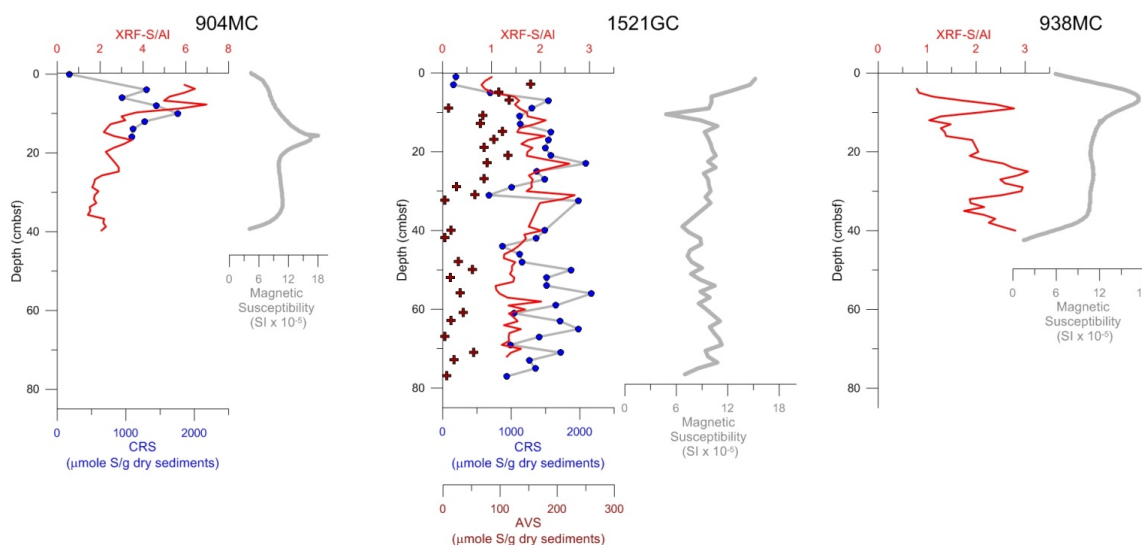 904MC
XRF-S/Al
0 2 4 6 8
0
20
40
60
80
Depth (cmbsf)
0 6 12 18
Magnetic
Susceptibility
(SI x 10⁻⁵)
0 1000 2000
CRS
(µmole S/g dry sediments)
1521GC
XRF-S/Al
0 1 2 3
0
20
40
60
80
Depth (cmbsf)
0 6 12 18
Magnetic
Susceptibility
(SI x 10⁻⁵)
0 1000 2000
CRS
(µmole S/g dry sediments)
0 100 200 300
AVS
(µmole S/g dry sediments)
938MC
XRF-S/Al
0 1 2 3
0
20
40
60
80
Depth (cmbsf)
0 6 12 18
Magnetic
Susceptibility
(SI x 10⁻⁵)